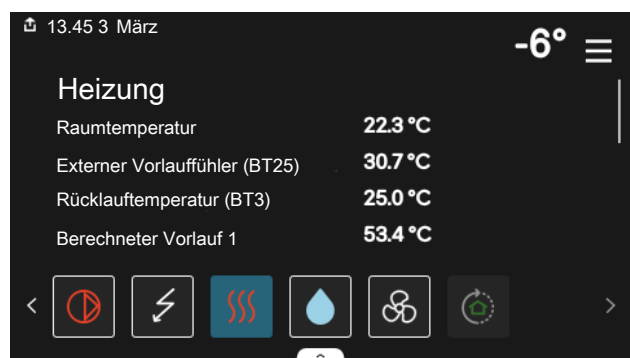 13.45 3 März
-6°
Heizung
Raumtemperatur 22.3 °C
Externer Vorlauffühler (BT25) 30.7 °C
Rücklauftemperatur (BT3) 25.0 °C
Berechneter Vorlauf 1 53.4 °C